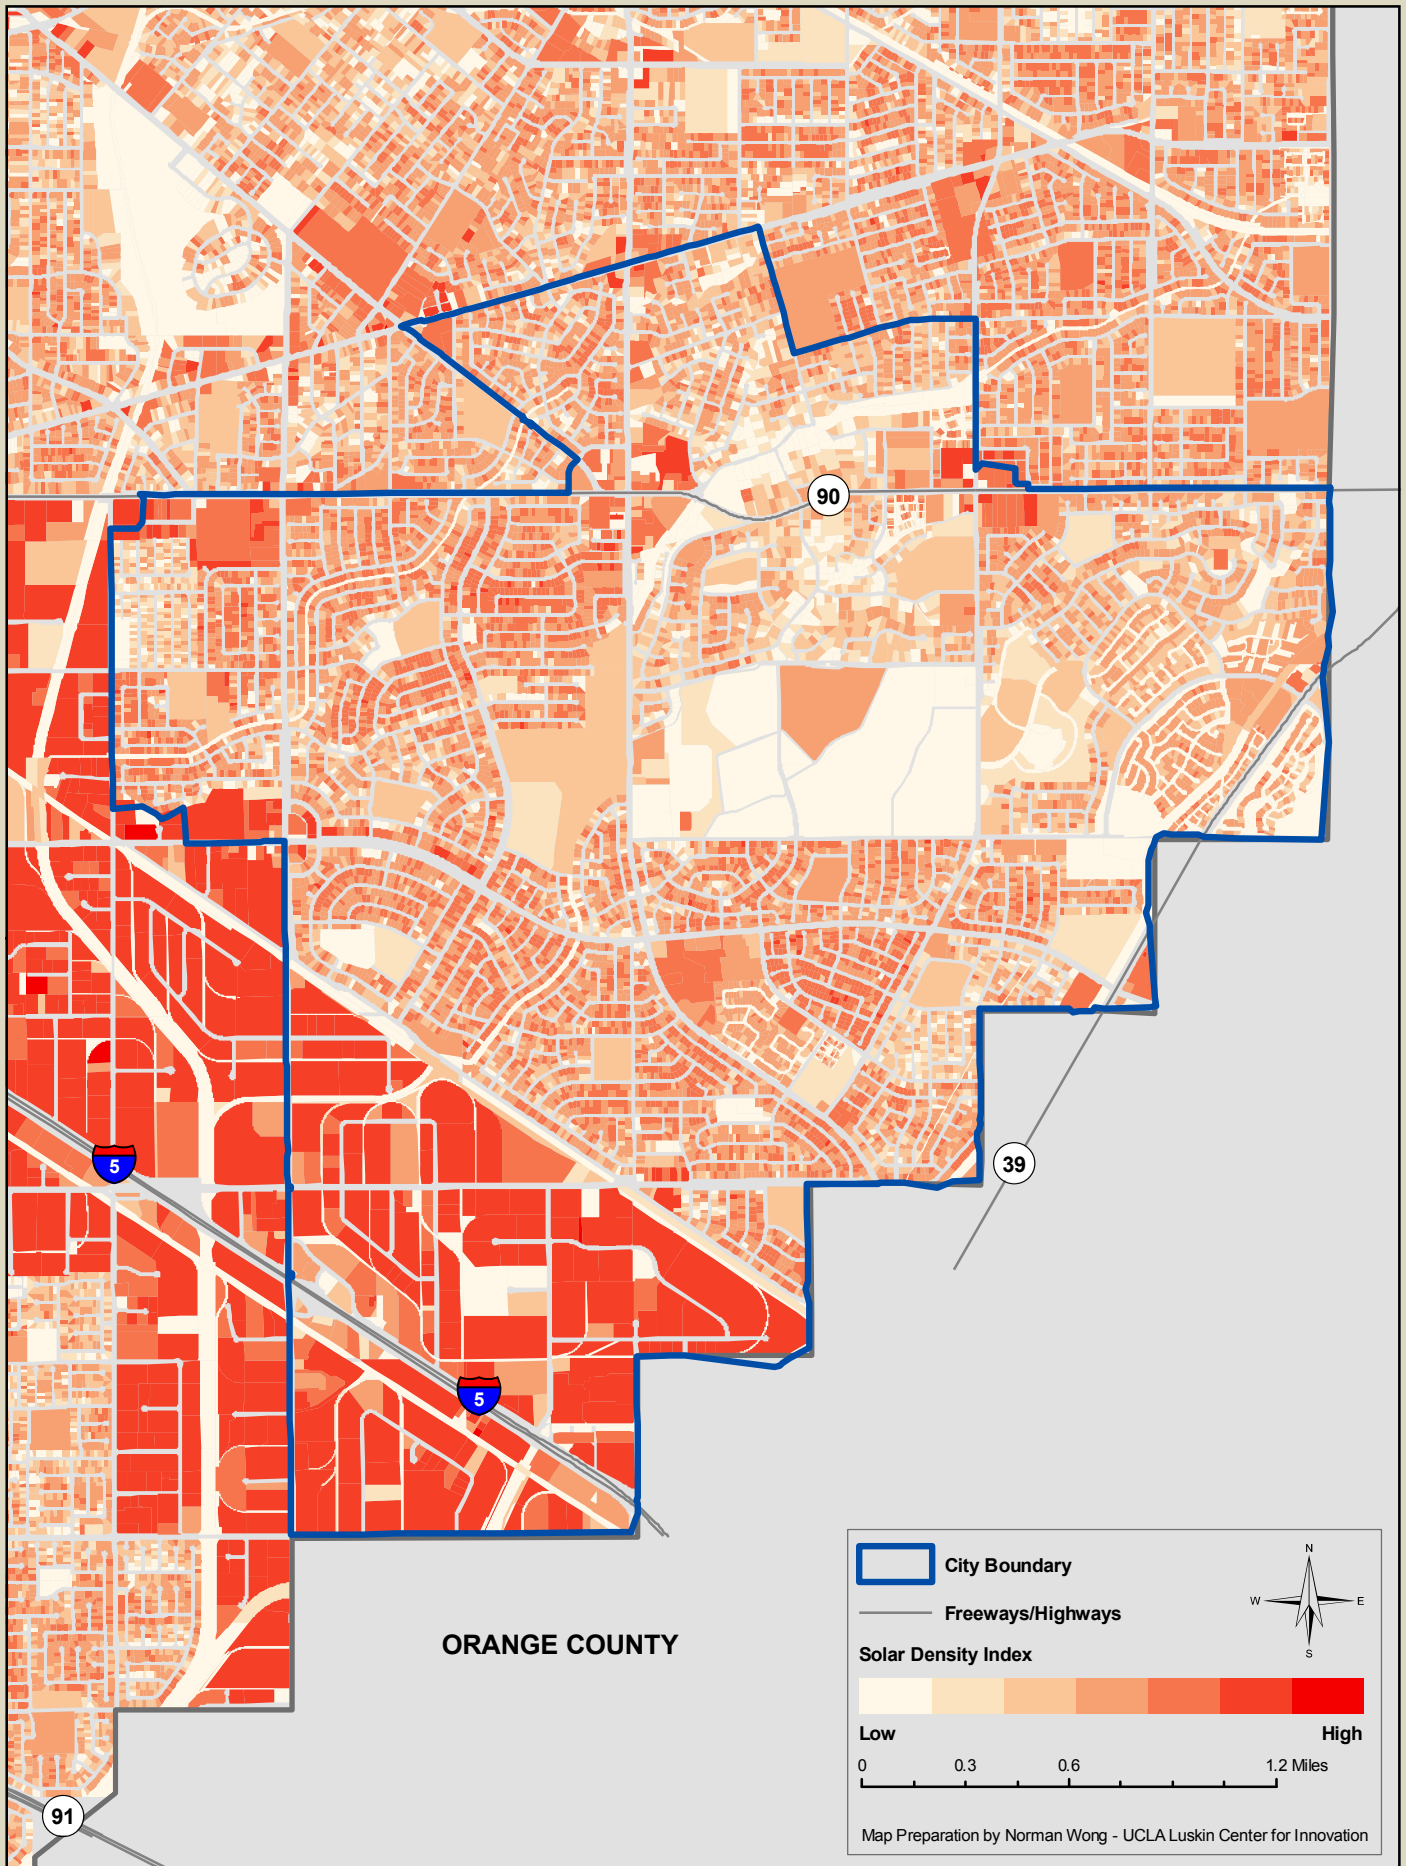 90
5
39
5
City Boundary
Freeways/Highways
N
W E
S
ORANGE COUNTY
Solar Density Index
Low High
0 0.3 0.6 1.2 Miles
91
Map Preparation by Norman Wong - UCLA Luskin Center for Innovation